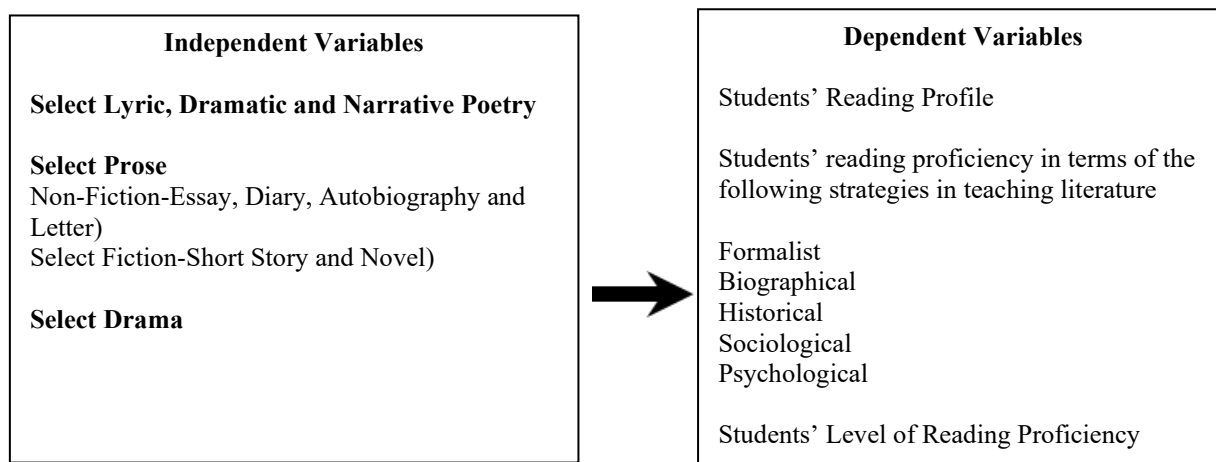 Independent Variables
Select Lyric, Dramatic and Narrative Poetry
Select Prose
Non-Fiction-Essay, Diary, Autobiography and
Letter)
Select Fiction-Short Story and Novel)
Select Drama
Dependent Variables
Students’ Reading Profile
Students’ reading proficiency in terms of the
following strategies in teaching literature
Formalist
Biographical
Historical
Sociological
Psychological
Students’ Level of Reading Proficiency